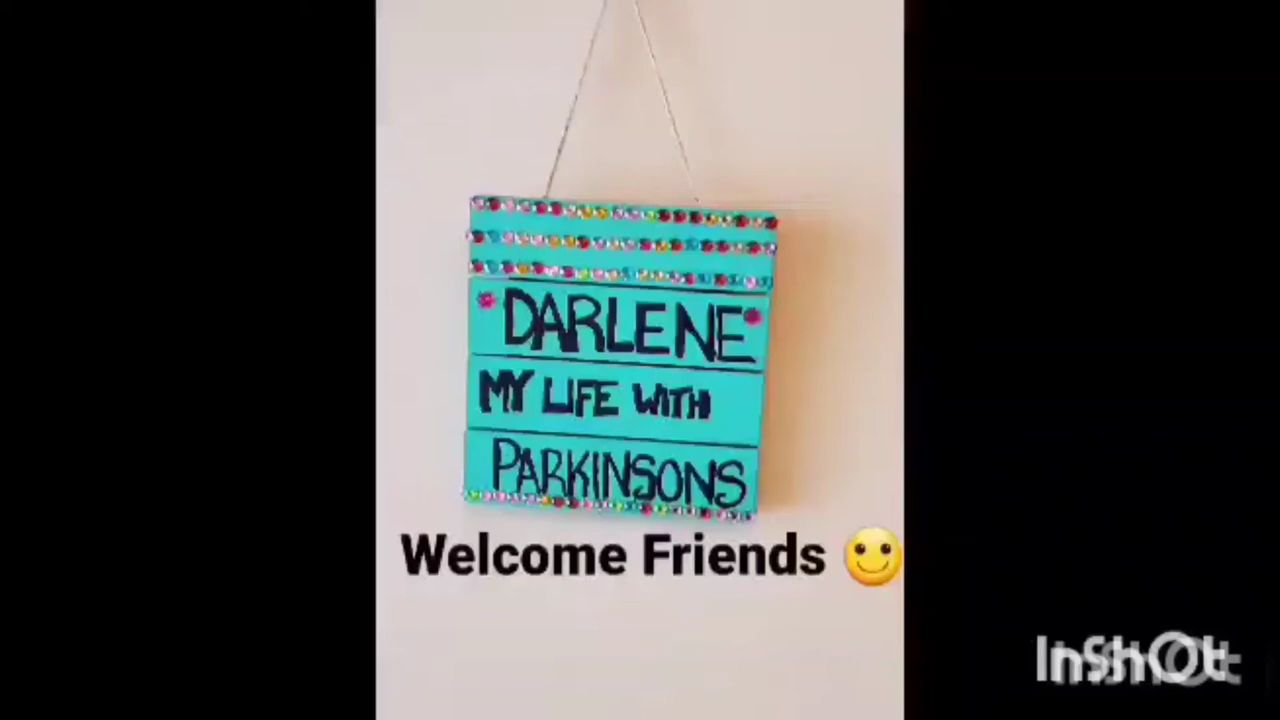 DARLENE
MY LIFE WITH
PARKINSONS
Welcome Friends 🙂
InShOt